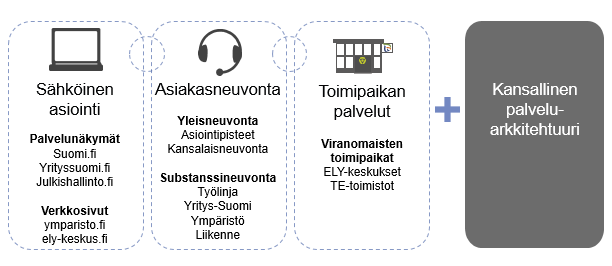 Sähköinen
asiointi
Palvelunäkymät
Suomi.fi
Yrityssuomi.fi
Julkishallinto.fi
Verkkosivut
ymparisto.fi
ely-keskus.fi
Asiakasneuvonta
Yleisneuvonta
Asiointipisteet
Kansalaisneuvonta
Substanssineuvonta
Työlinja
Yritys-Suomi
Ympäristö
Liikenne
Toimipaikan
palvelut
Viranomaisten
toimipaikat
ELY-keskukset
TE-toimistot
+
Kansallinen
palvelu-
arkkitehtuuri